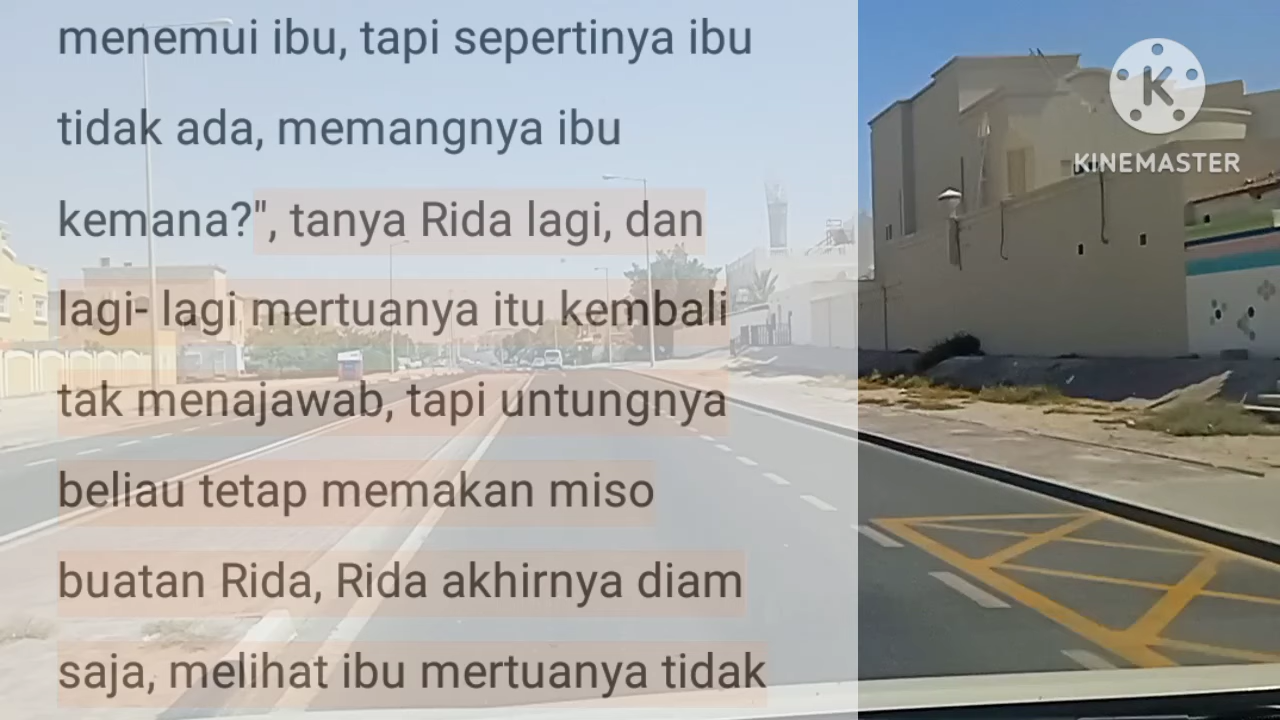 menemui ibu, tapi sepertinya ibu
tidak ada, memangnya ibu
kemana?", tanya Rida lagi, dan
lagi- lagi mertuanya itu kembali
tak menajawab, tapi untungnya
beliau tetap memakan miso
buatan Rida, Rida akhirnya diam
saja, melihat ibu mertuanya tidak
K
KINEMASTER